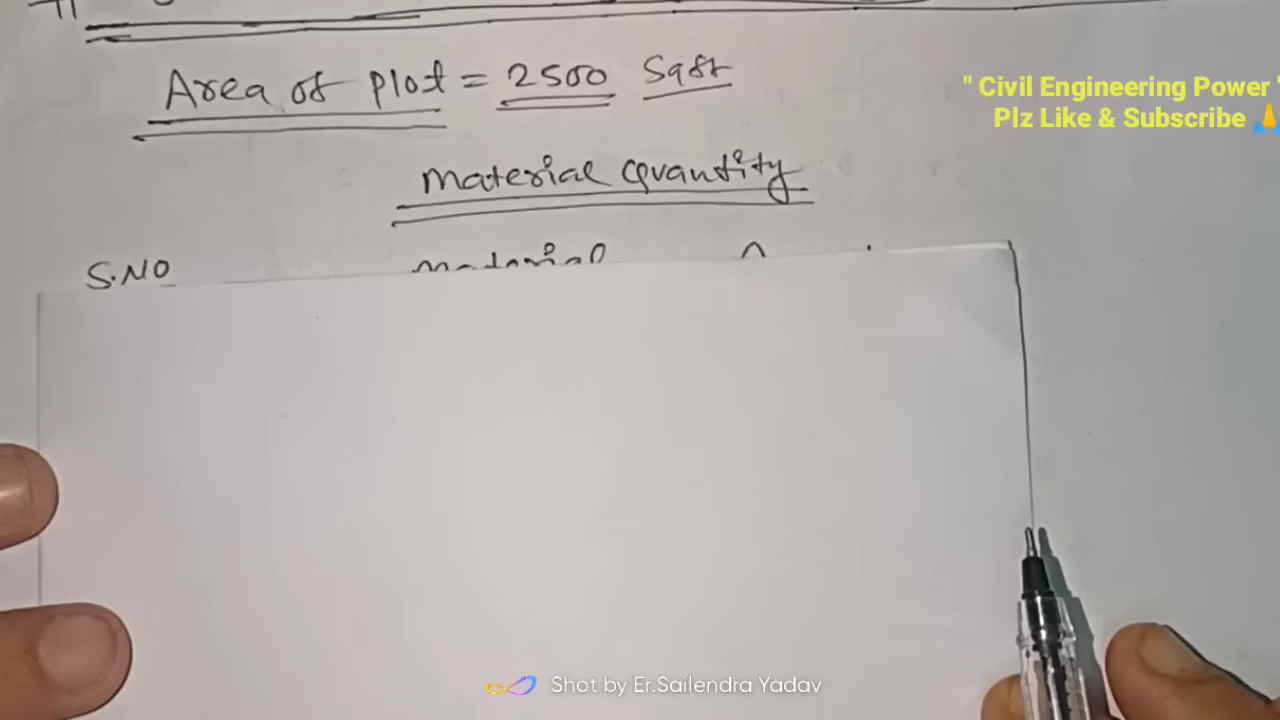 Area of Plot = 2500 Sqft
" Civil Engineering Power "
Plz Like & Subscribe 🙏
Material Quantity
S.NO Material
Shot by Er.Sailendra Yadav